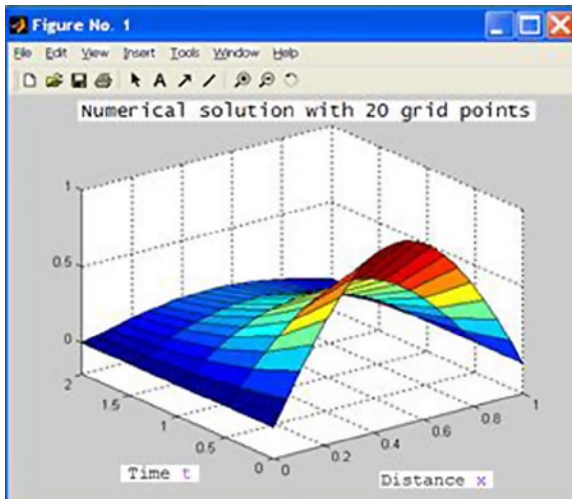 Figure No. 1
File Edit View Insert Tools Window Help
A
Numerical solution with 20 grid points
1
0.5
0
2
1.5
1
0.5
0
0
0.2
0.4
0.6
0.8
1
Time t
Distance x